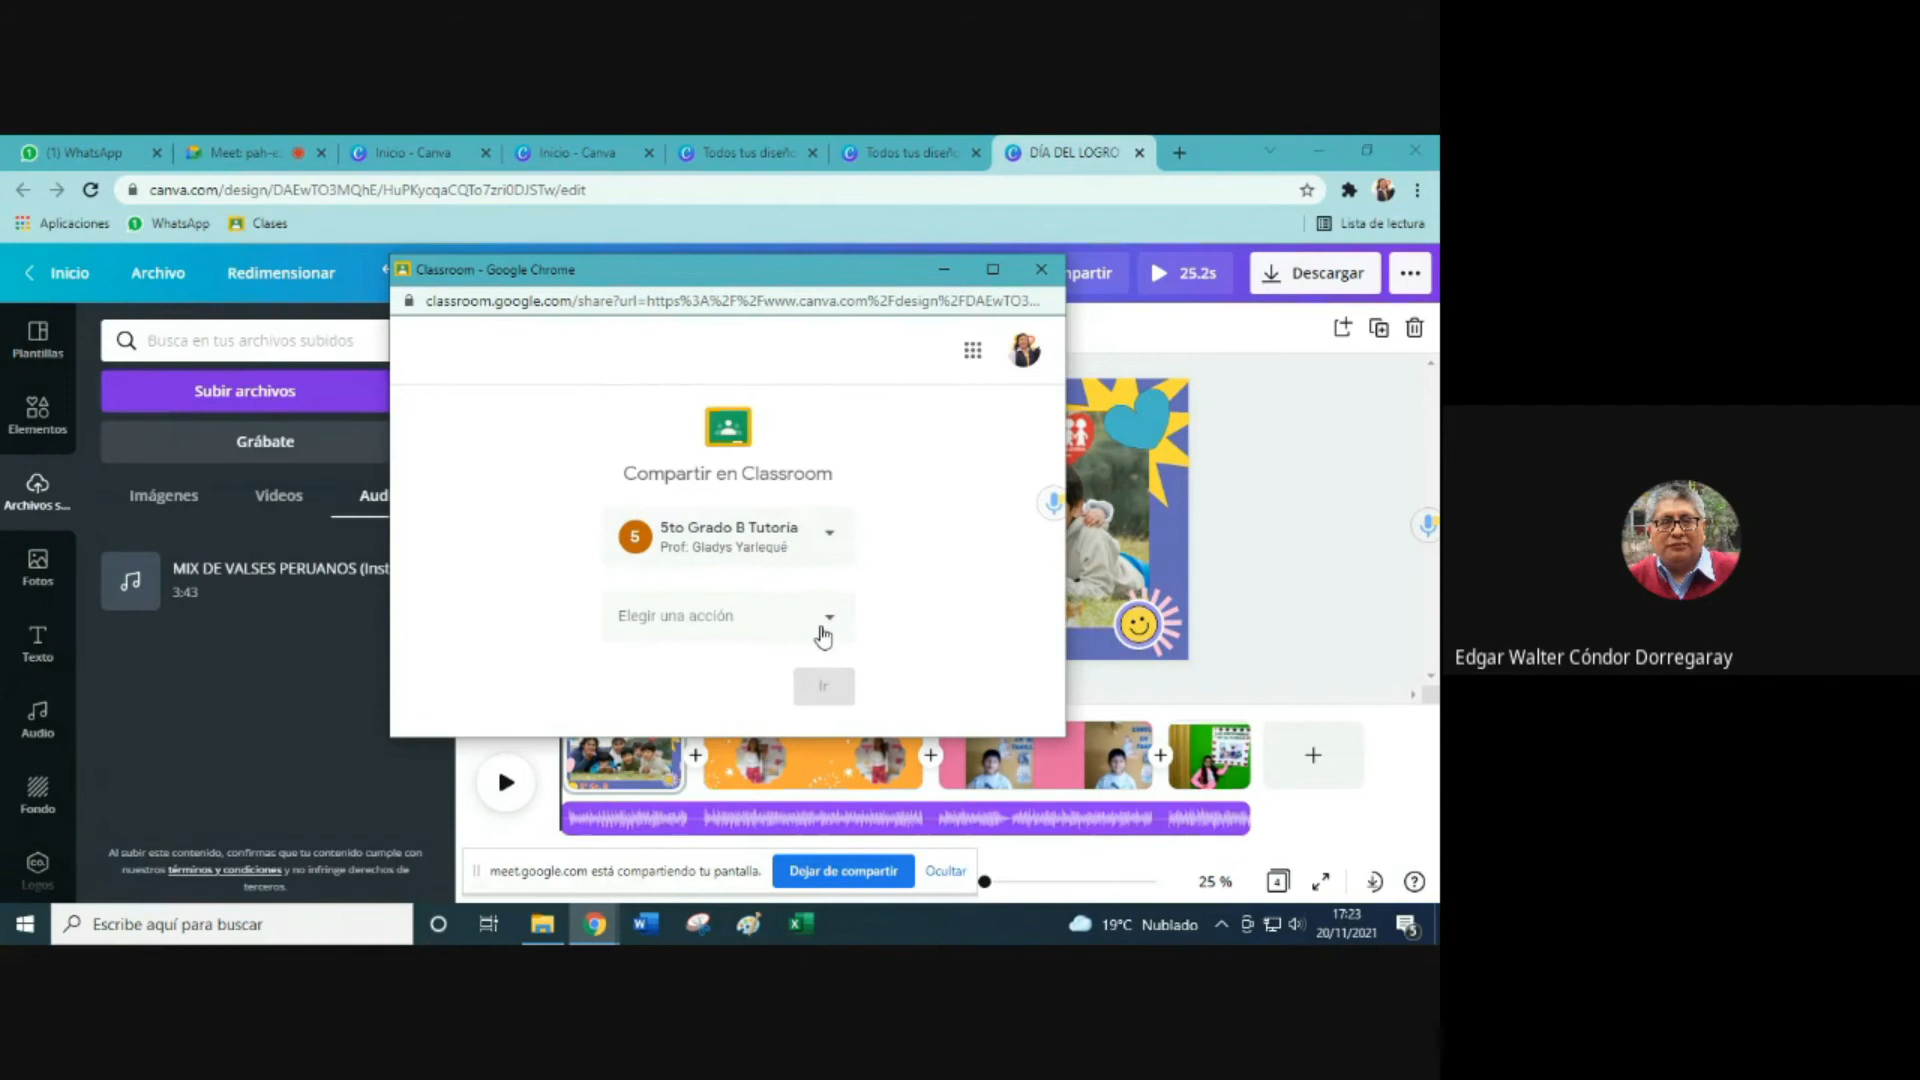 (1) WhatsApp
Meet: pah-e
Inicio - Canva
Inicio - Canva
Todos tus diseño
Todos tus diseño
DÍA DEL LOGRO
canva.com/design/DAEwTO3MQhE/HuPKycqaCQTo7zri0DJSTw/edit
Aplicaciones
WhatsApp
Clases
Lista de lectura
Inicio
Archivo
Redimensionar
partir
25.2s
Descargar
Classroom - Google Chrome
classroom.google.com/share?url=https%3A%2F%2Fwww.canva.com%2Fdesign%2FDAEwTO3...
Plantillas
Elementos
Archivos s...
Fotos
Texto
Audio
Fondo
Logos
Busca en tus archivos subidos
Subir archivos
Grábate
Imágenes
Videos
Aud
MIX DE VALSES PERUANOS (Inst
3:43
Al subir este contenido, confirmas que tu contenido cumple con
nuestros términos y condiciones y no infringe derechos de
terceros.
Compartir en Classroom
5
5to Grado B Tutoría
Prof: Gladys Yarlequé
Elegir una acción
Ir
meet.google.com está compartiendo tu pantalla.
Dejar de compartir
Ocultar
25 %
4
Escribe aquí para buscar
19°C Nublado
17:23
20/11/2021
5
Edgar Walter Cóndor Dorregaray